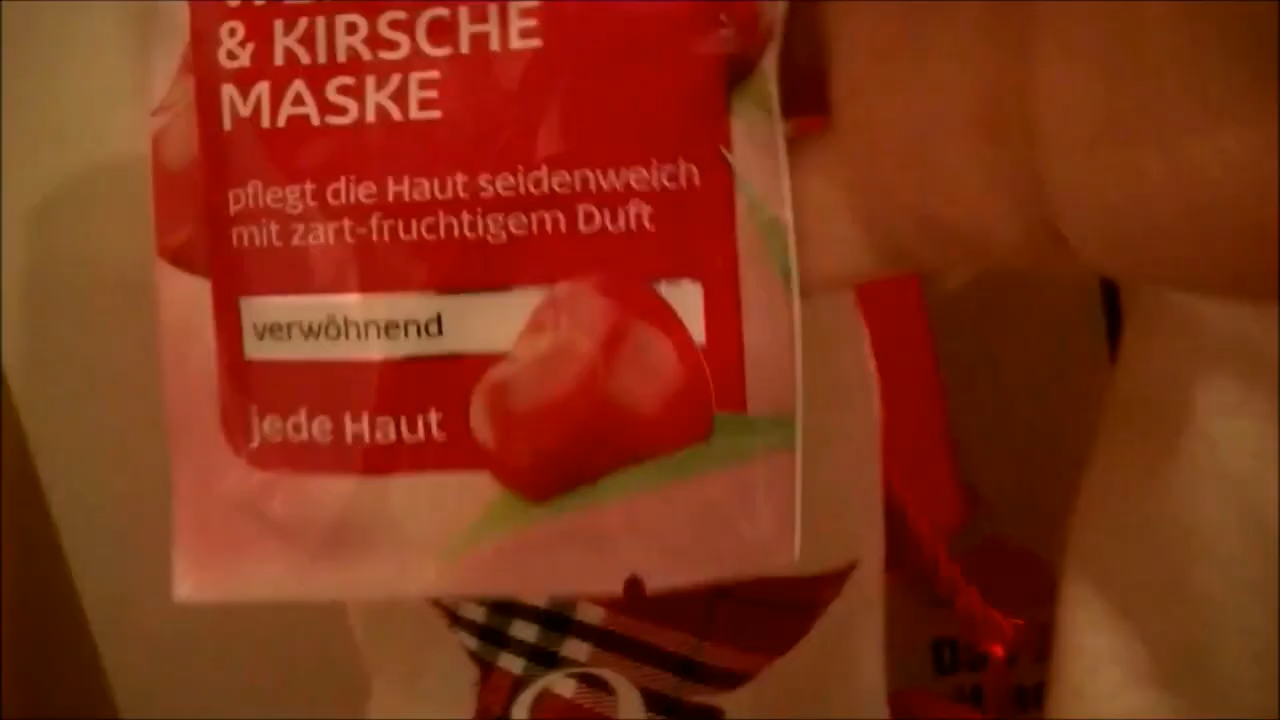 & KIRSCHE
MASKE
pflegt die Haut seidenweich
mit zart-fruchtigem Duft
verwöhnend
jede Haut